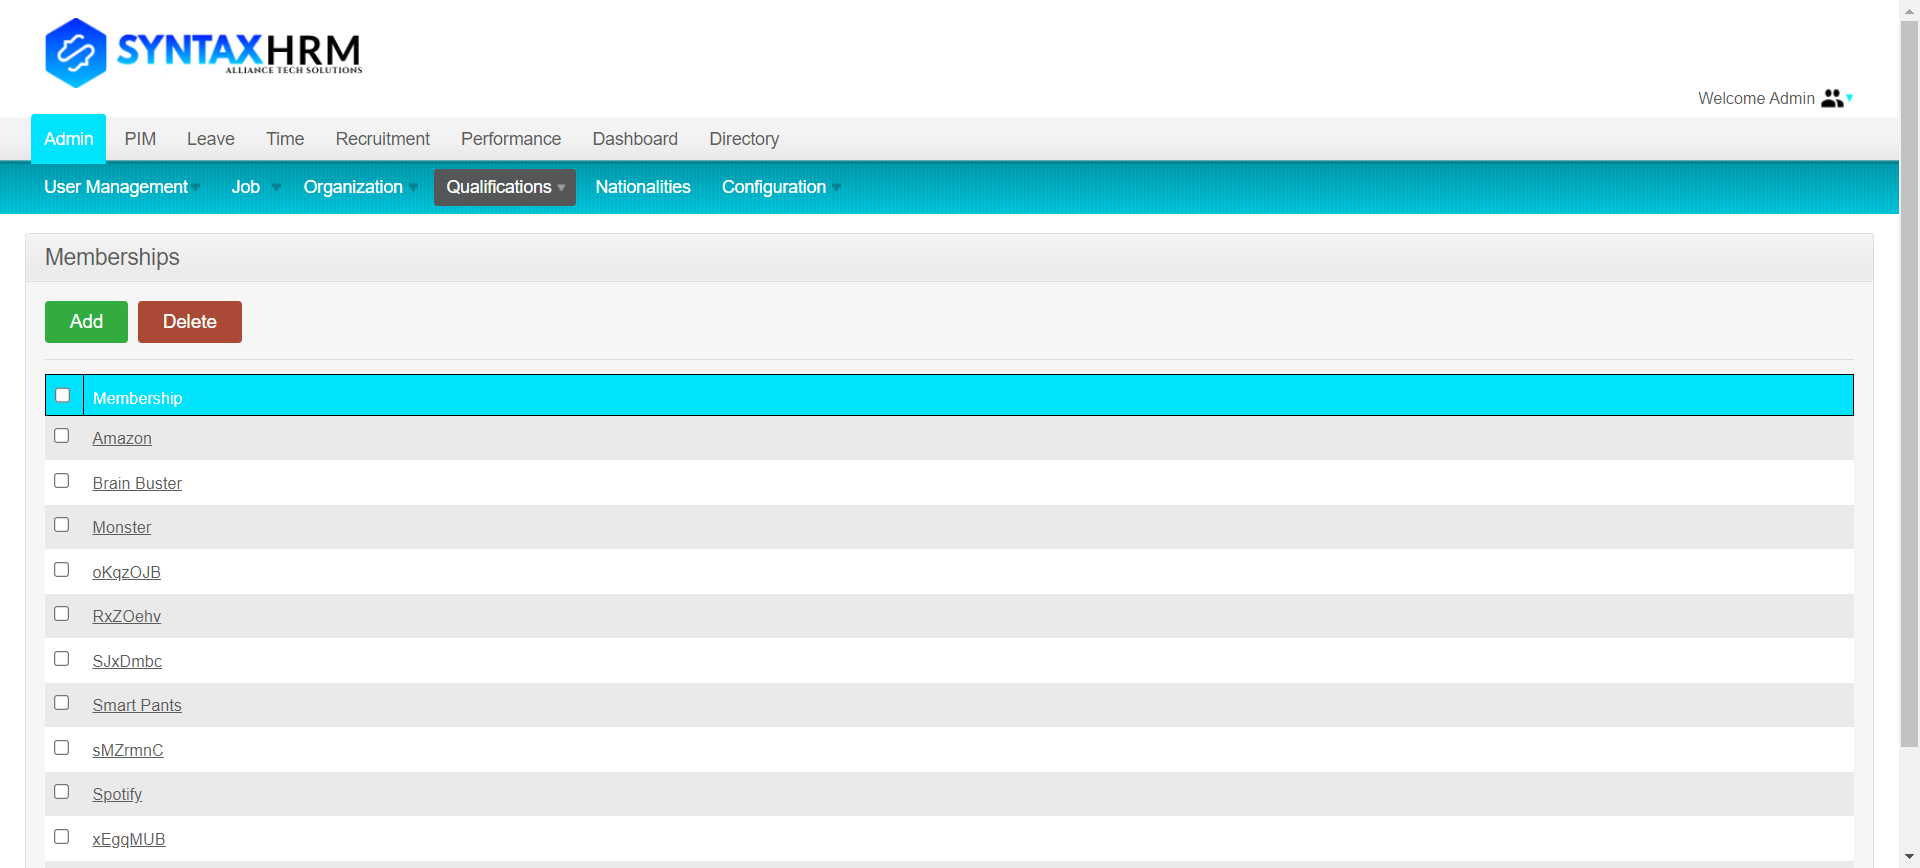 SYNTAXHRM
ALLIANCE TECH SOLUTIONS
Welcome Admin
Admin PIM Leave Time Recruitment Performance Dashboard Directory
User Management Job Organization Qualifications Nationalities Configuration
Memberships
Add Delete
Membership
Amazon
Brain Buster
Monster
oKqzOJB
RxZOehv
SJxDmbc
Smart Pants
sMZrmnC
Spotify
xEgqMUB